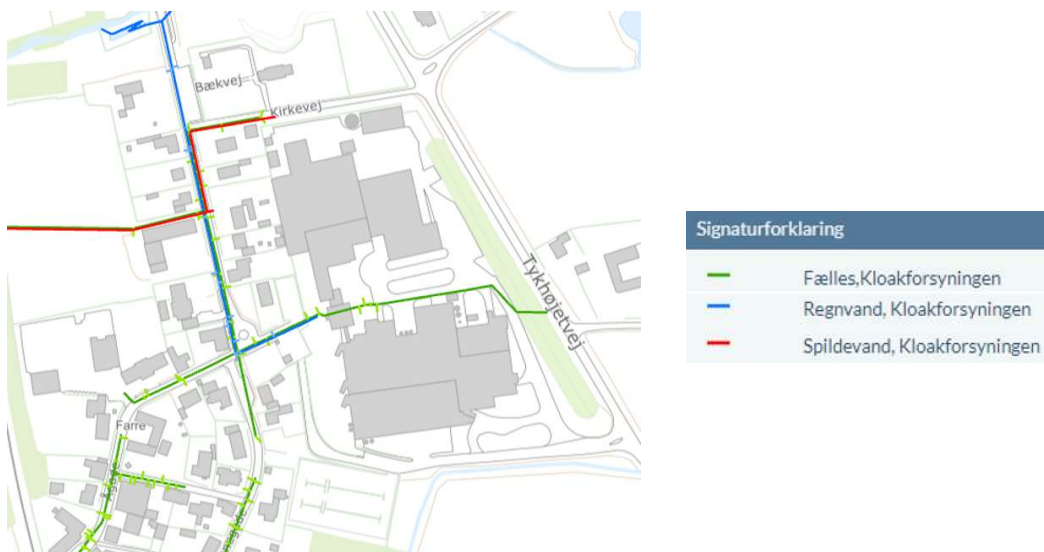 Bækvej
Kirkevej
Tykhøjetvej
Farre
Signaturforklaring
Fælles,Kloakforsyningen
Regnvand, Kloakforsyningen
Spildevand, Kloakforsyningen